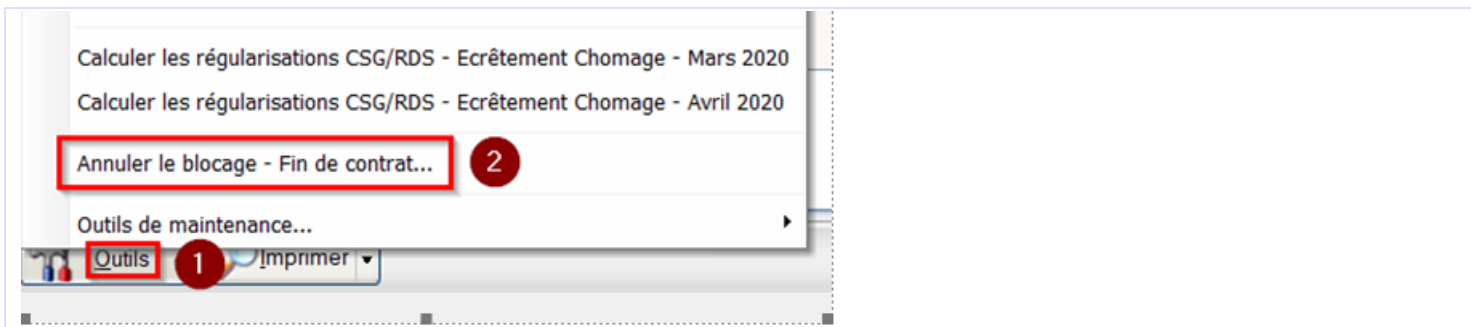 Calculer les régularisations CSG/RDS - Ecrêtement Chomage - Mars 2020
Calculer les régularisations CSG/RDS - Ecrêtement Chomage - Avril 2020
Annuler le blocage - Fin de contrat... 2
Outils de maintenance...
Outils 1 Imprimer